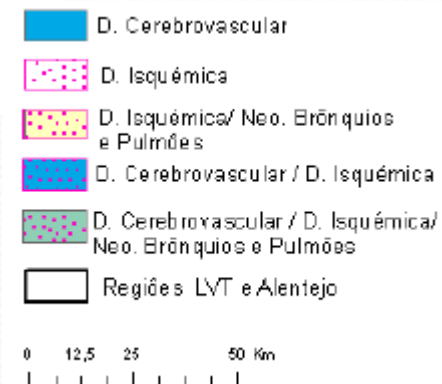 D. Cerebrovascular
D. Isquémica
D. Isquémica/ Neo. Brônquios
e Pulmões
D. Cerebrovascular / D. Isquémica
D. Cerebrovascular / D. Isquémica/
Neo. Brônquios e Pulmões
Regiões LVT e Alentejo
0 12,5 25 50 Km